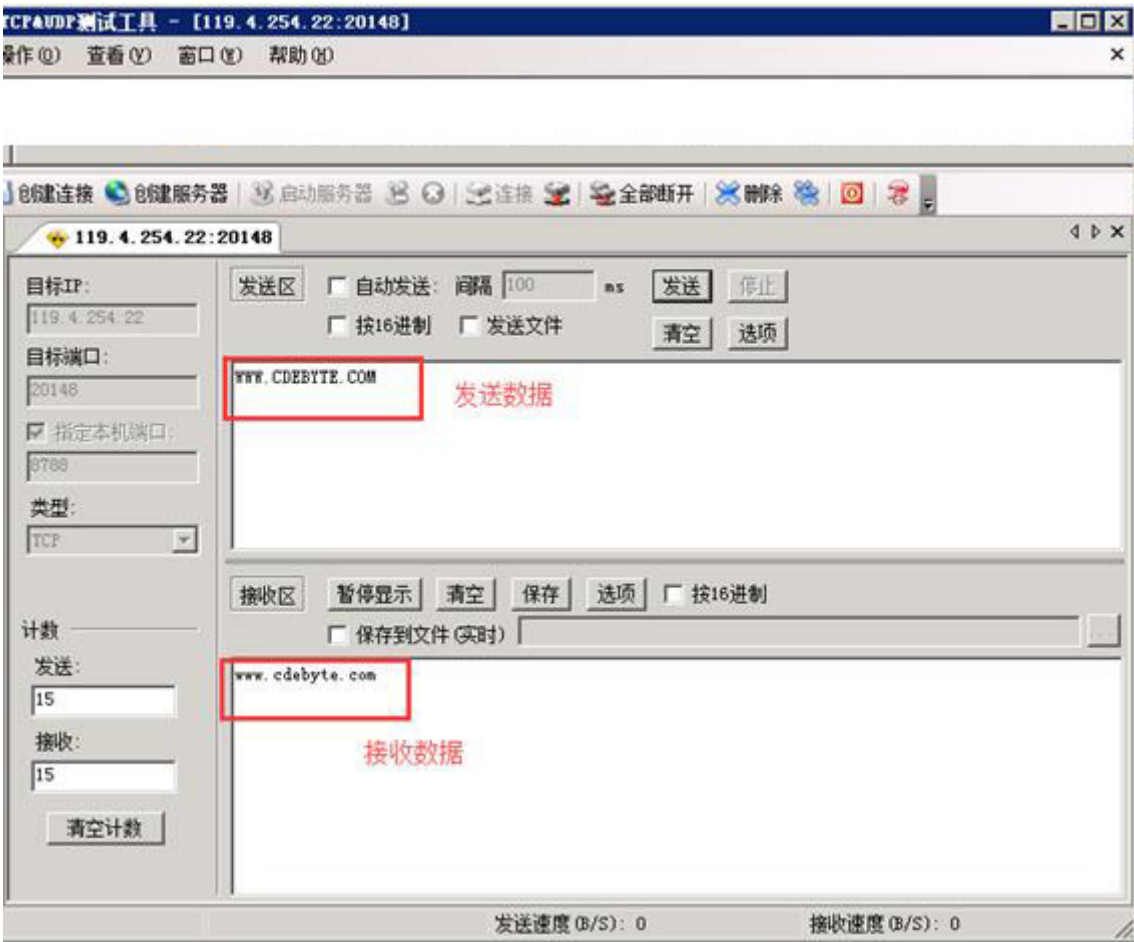 TCP&UDP测试工具 - [119.4.254.22:20148]
操作(O) 查看(V) 窗口(W) 帮助(H)
创建连接 创建服务器 启动服务器 连接 全部断开 删除
119.4.254.22:20148
目标IP:
119.4.254.22
目标端口:
20148
指定本机端口:
8788
类型:
TCP
计数
发送:
15
接收:
15
清空计数
发送区 自动发送: 间隔 100 ms 发送 停止
按16进制 发送文件 清空 选项
WWW.CDEBYTE.COM
发送数据
接收区 暂停显示 清空 保存 选项 按16进制
保存到文件(实时) ...
www.cdebyte.com
接收数据
发送速度(B/S): 0 接收速度(B/S): 0